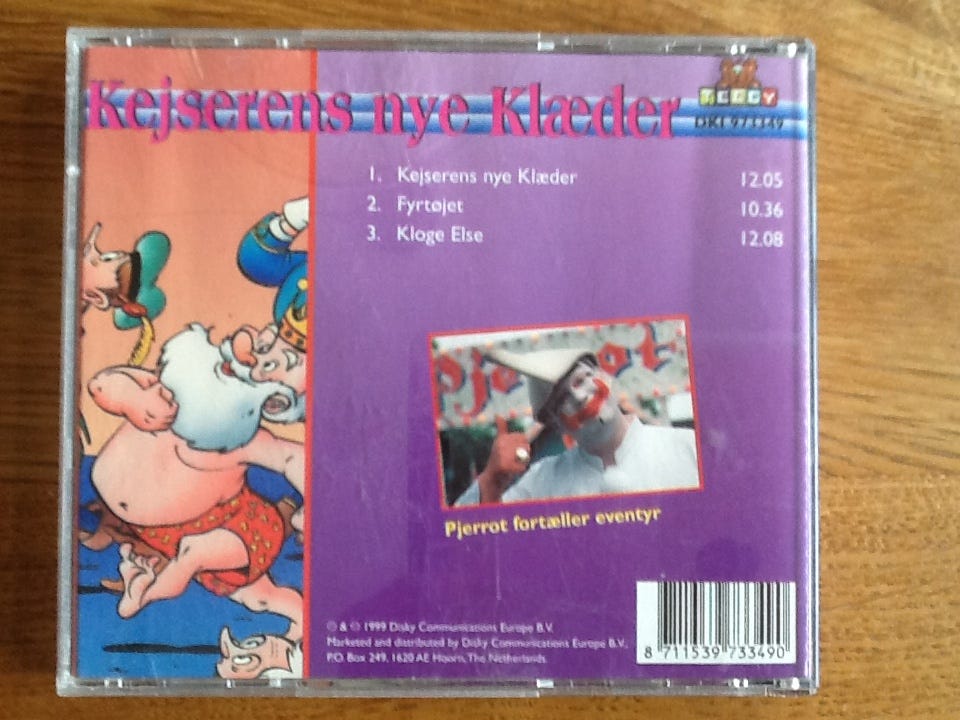 Kejserens nye Klæder
DKI 973349
1. Kejserens nye Klæder 12.05
2. Fyrtøjet 10.36
3. Kloge Else 12.08
Pjerrot fortæller eventyr
℗ & © 1999 Disky Communications Europe B.V.
Marketed and distributed by Disky Communications Europe B.V.,
P.O. Box 249, 1620 AE Hoorn, The Netherlands.
8 711539 733490